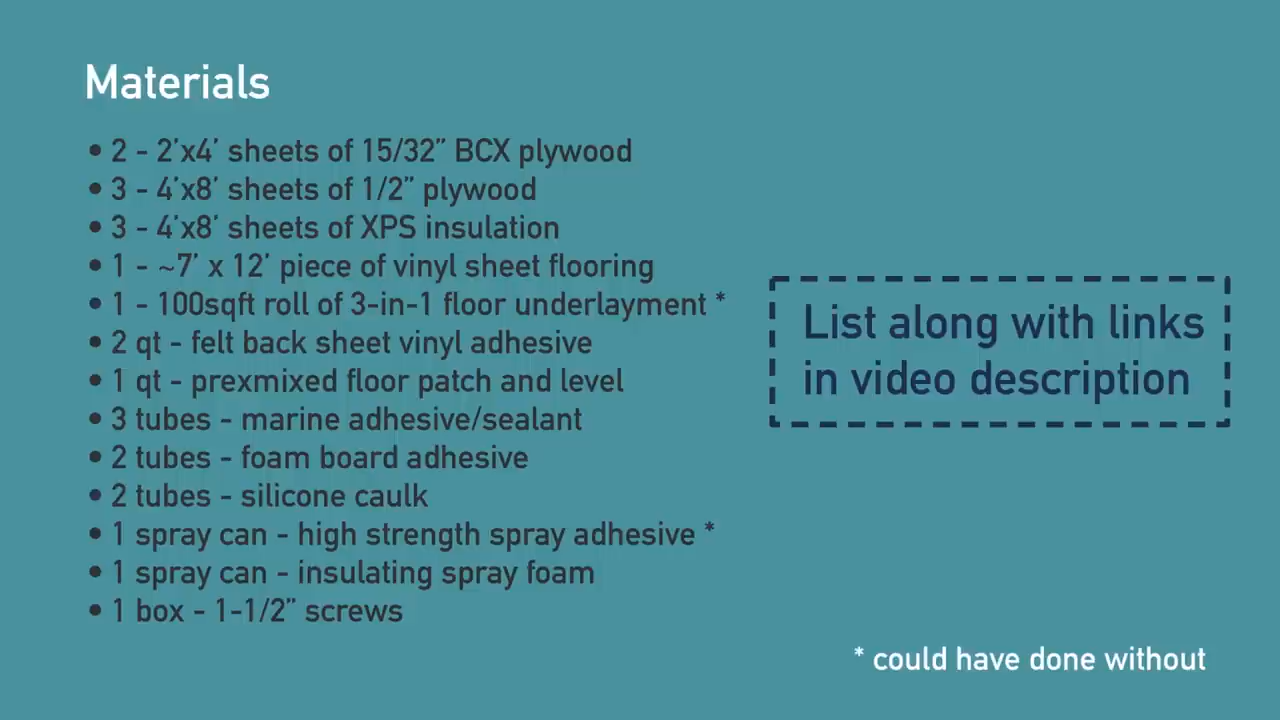 Materials
• 2 - 2’x4’ sheets of 15/32” BCX plywood
• 3 - 4’x8’ sheets of 1/2” plywood
• 3 - 4’x8’ sheets of XPS insulation
• 1 - ~7’ x 12’ piece of vinyl sheet flooring
• 1 - 100sqft roll of 3-in-1 floor underlayment *
• 2 qt - felt back sheet vinyl adhesive
• 1 qt - prexmixed floor patch and level
• 3 tubes - marine adhesive/sealant
• 2 tubes - foam board adhesive
• 2 tubes - silicone caulk
• 1 spray can - high strength spray adhesive *
• 1 spray can - insulating spray foam
• 1 box - 1-1/2” screws
List along with links
in video description
* could have done without